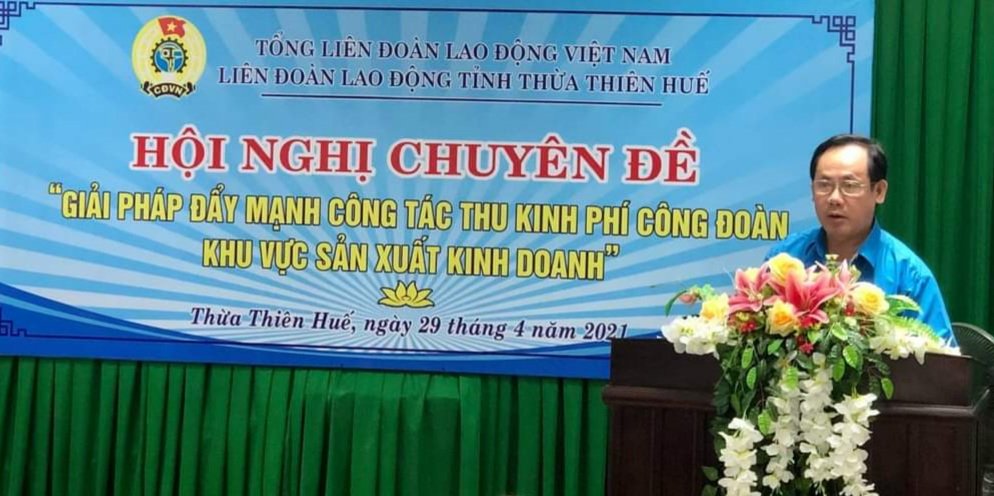 TỔNG LIÊN ĐOÀN LAO ĐỘNG VIỆT NAM
LIÊN ĐOÀN LAO ĐỘNG TỈNH THỪA THIÊN HUẾ
CĐVN
HỘI NGHỊ CHUYÊN ĐỀ
"GIẢI PHÁP ĐẨY MẠNH CÔNG TÁC THU KINH PHÍ CÔNG ĐOÀN
KHU VỰC SẢN XUẤT KINH DOANH"
Thừa Thiên Huế, ngày 29 tháng 4 năm 2021